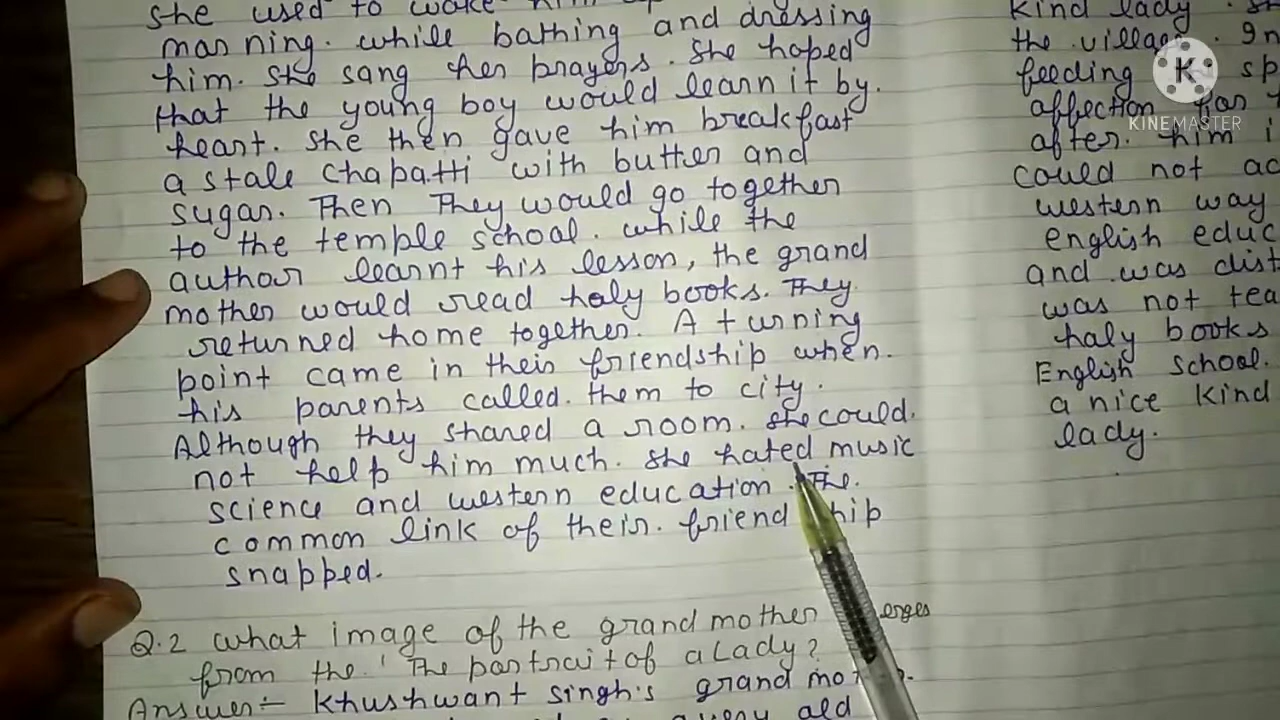 she used to wake him
morning. while bathing and dressing
him. She sang her prayers. She hoped
that the young boy would learn it by.
heart. She then gave him breakfast
a stale chapatti with butter and
sugar. Then They would go together
to the temple school. while the
author learnt his lesson, the grand
mother would read holy books. They
returned home together. A turning
point came in their friendship when.
his parents called. them to city.
Although they shared a room. she could.
not help him much. She hated music
science and western education. The.
common link of their. friend hip
snapped.
Q.2 What image of the grand mother erges
from the 'The portrait of a Lady?
Answer:- Khushwant singh's grand mo
old
kind lady.
the village. In
feeding sp
affection for
after. him i
could not
western way
english educ
and was dist
was not tea
holy books
English school.
a nice kind
lady.
K
KINEMASTER